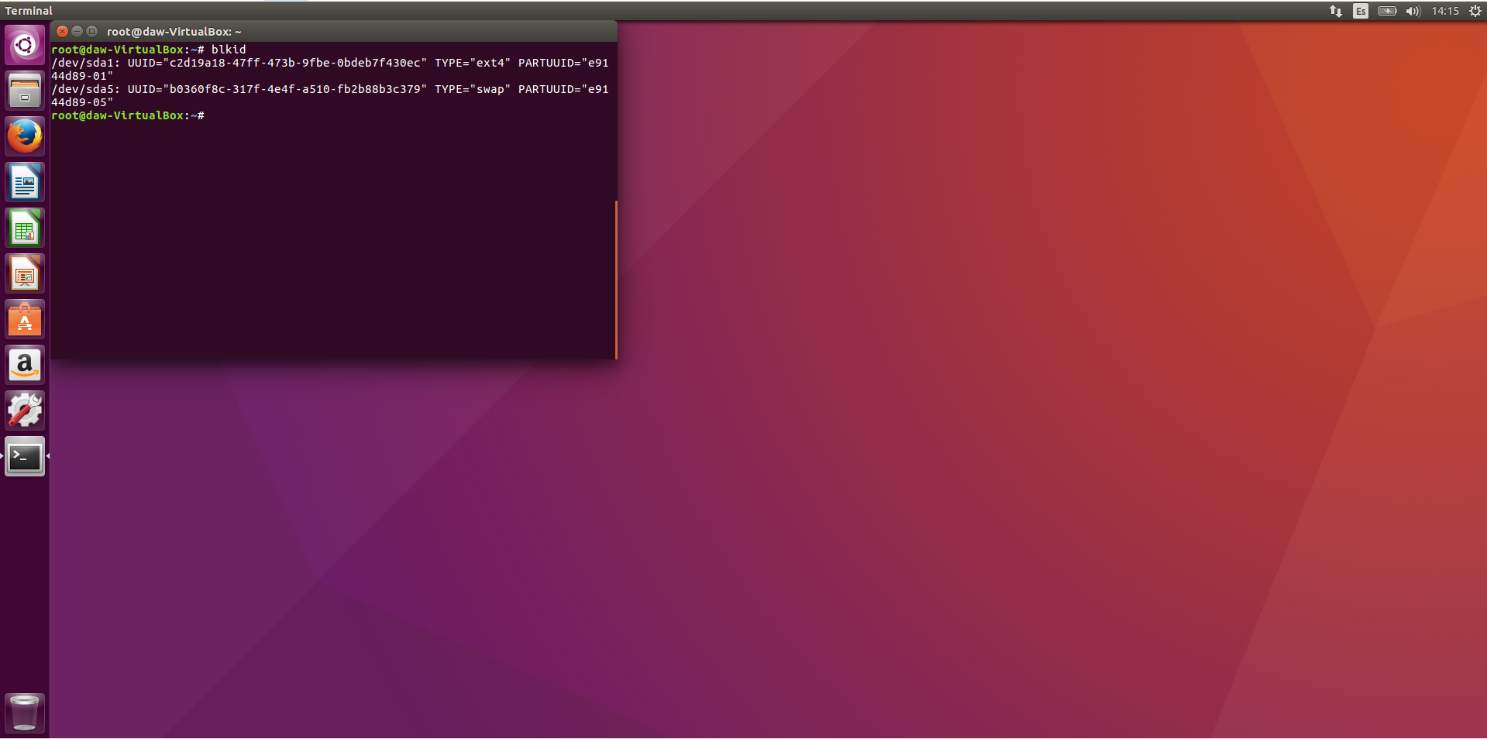 Terminal
Es
14:15
root@daw-VirtualBox: ~
root@daw-VirtualBox:~# blkid
/dev/sda1: UUID="c2d19a18-47ff-473b-9fbe-0bdeb7f430ec" TYPE="ext4" PARTUUID="e91
44d89-01"
/dev/sda5: UUID="b0360f8c-317f-4e4f-a510-fb2b88b3c379" TYPE="swap" PARTUUID="e91
44d89-05"
root@daw-VirtualBox:~#